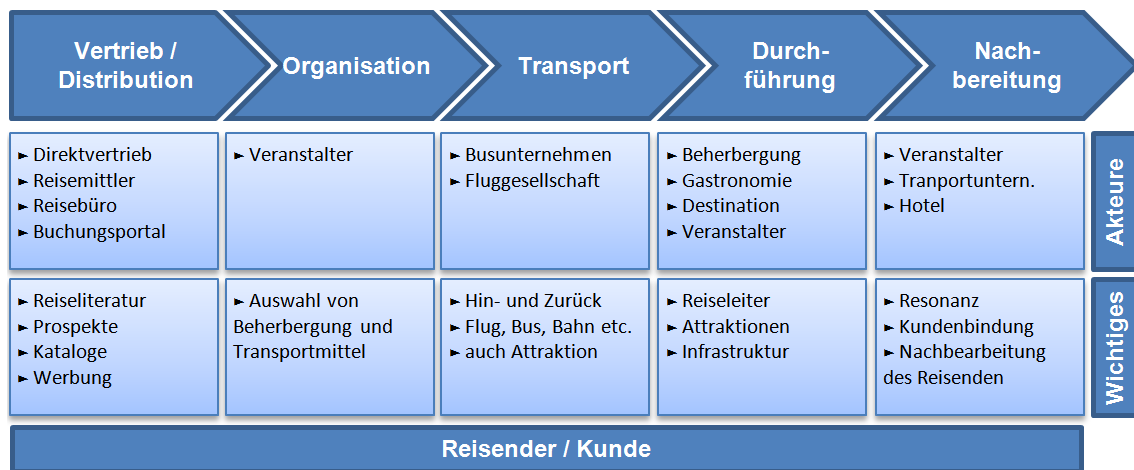 Vertrieb /
Distribution
Organisation
Transport
Durch-
führung
Nach-
bereitung
► Direktvertrieb
► Reisemittler
► Reisebüro
► Buchungsportal
► Veranstalter
► Busunternehmen
► Fluggesellschaft
► Beherbergung
► Gastronomie
► Destination
► Veranstalter
► Veranstalter
► Tranportuntern.
► Hotel
Akteure
► Reiseliteratur
► Prospekte
► Kataloge
► Werbung
► Auswahl von
Beherbergung und
Transportmittel
► Hin- und Zurück
► Flug, Bus, Bahn etc.
► auch Attraktion
► Reiseleiter
► Attraktionen
► Infrastruktur
► Resonanz
► Kundenbindung
► Nachbearbeitung
des Reisenden
Wichtiges
Reisender / Kunde